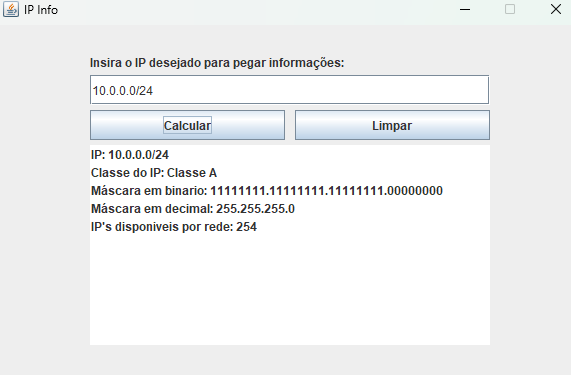 IP Info
Insira o IP desejado para pegar informações:
10.0.0.0/24
Calcular Limpar
IP: 10.0.0.0/24
Classe do IP: Classe A
Máscara em binario: 11111111.11111111.11111111.00000000
Máscara em decimal: 255.255.255.0
IP's disponiveis por rede: 254